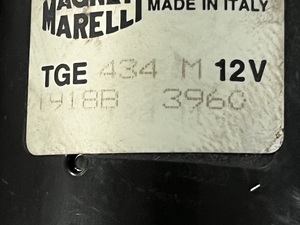 MAGNETI MADE IN ITALY
MARELLI
TGE 434 M 12V
1918B 3960